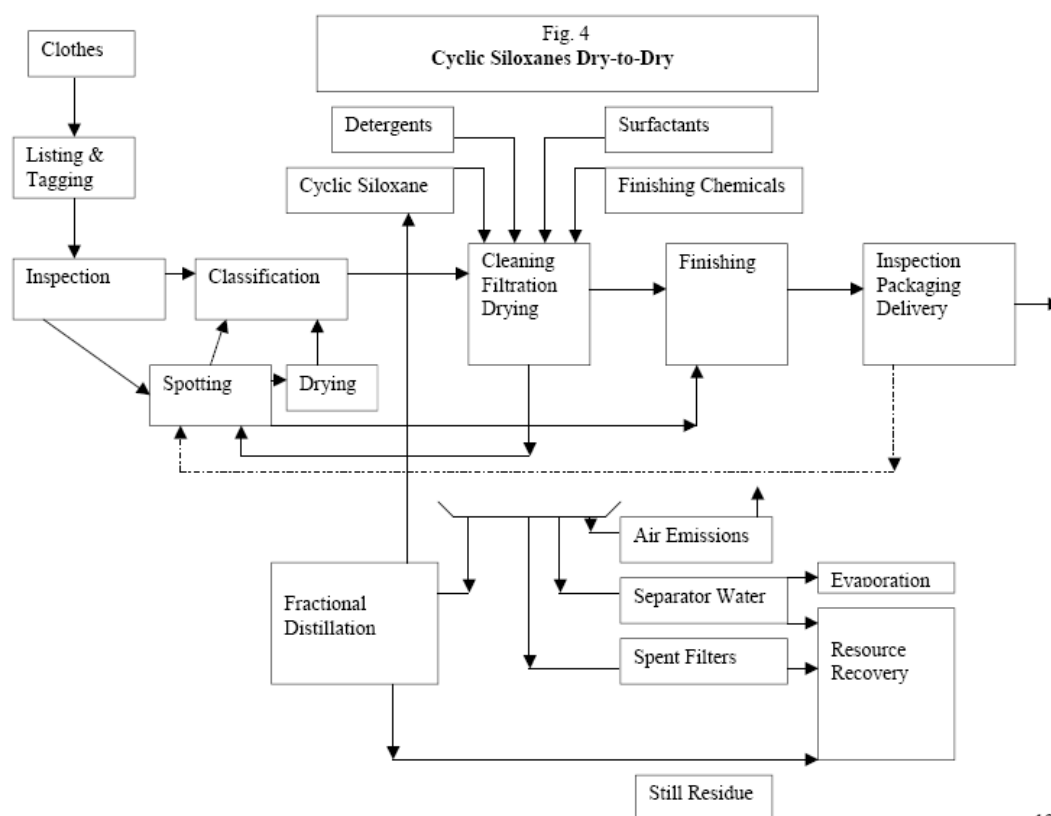 Fig. 4
Cyclic Siloxanes Dry-to-Dry
Clothes
Detergents
Surfactants
Listing &
Tagging
Cyclic Siloxane
Finishing Chemicals
Inspection
Classification
Cleaning
Filtration
Drying
Finishing
Inspection
Packaging
Delivery
Spotting
Drying
Air Emissions
Fractional
Distillation
Separator Water
Evaporation
Spent Filters
Resource
Recovery
Still Residue